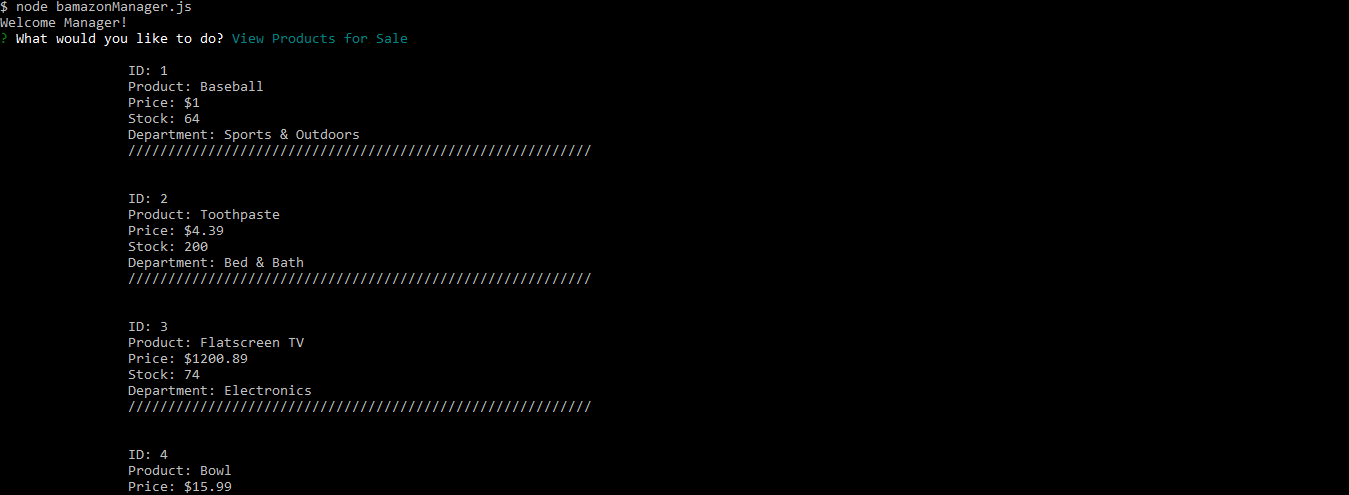 $ node bamazonManager.js
Welcome Manager!
? What would you like to do? View Products for Sale
ID: 1
Product: Baseball
Price: $1
Stock: 64
Department: Sports & Outdoors
//////////////////////////////////////////////////////////
ID: 2
Product: Toothpaste
Price: $4.39
Stock: 200
Department: Bed & Bath
//////////////////////////////////////////////////////////
ID: 3
Product: Flatscreen TV
Price: $1200.89
Stock: 74
Department: Electronics
//////////////////////////////////////////////////////////
ID: 4
Product: Bowl
Price: $15.99